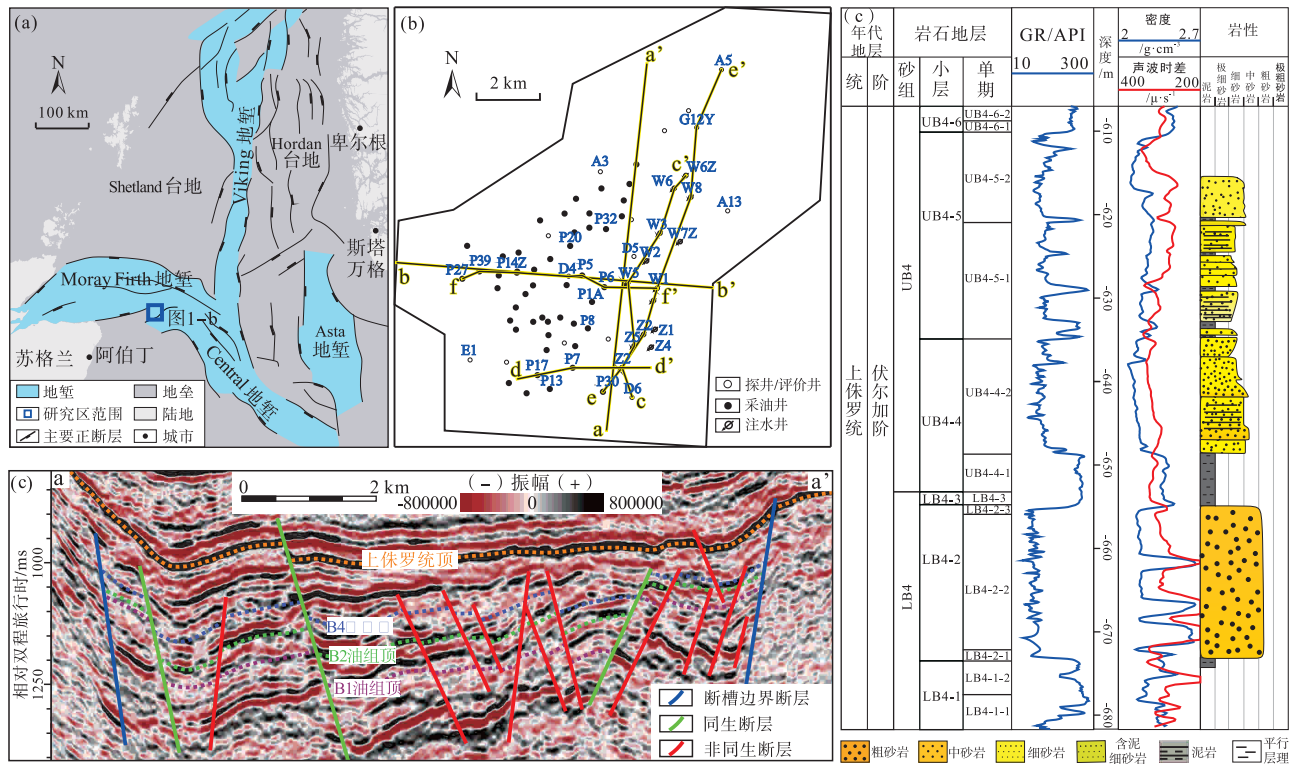 (a)
N
100 km
Viking 地堑
Hordan
台地
卑尔根
Shetland 台地
斯塔
万格
Moray Firth 地堑
图1-b
苏格兰
阿伯丁
Central 地堑
Asta
地堑
地堑
地垒
研究区范围
陆地
主要正断层
城市
(b)
N
2 km
a'
A5
e'
G12Y
c'
W6Z
A3
W6
W8
A13
P32
W3
W7Z
P20
D5
W2
b
P39
P14Z
D4
P5
P27
f
P6
W5
W1
b'
P1A
f'
P8
Z2
Z1
Z5
Z4
E1
P7
Z2
d'
P17
d
P13
P30
D6
e
c
a
探井/评价井
采油井
注水井
(c)
a
a'
0
2 km
(−) 振幅 (+)
-800000
0
800000
相对双程旅行时/ms
1000
1250
上侏罗统顶
B4□ □ □
B2油组顶
B1油组顶
断槽边界断层
同生断层
非同生断层
(c)
年代
地层
岩石地层
GR/API
10
300
深度/m
密度
2
2.7
/g·cm⁻³
声波时差
400
200
/μ·s⁻¹
岩性
泥岩
极细砂岩
细砂岩
中砂岩
粗砂岩
极粗砂岩
统
阶
砂组
小层
单期
上侏罗统
伏尔加阶
UB4
LB4
UB4-6
UB4-5
UB4-4
LB4-3
LB4-2
LB4-1
UB4-6-2
UB4-6-1
UB4-5-2
UB4-5-1
UB4-4-2
UB4-4-1
LB4-3
LB4-2-3
LB4-2-2
LB4-2-1
LB4-1-2
LB4-1-1
-610
-620
-630
-640
-650
-660
-670
-680
粗砂岩
中砂岩
细砂岩
含泥
细砂岩
泥岩
平行
层理